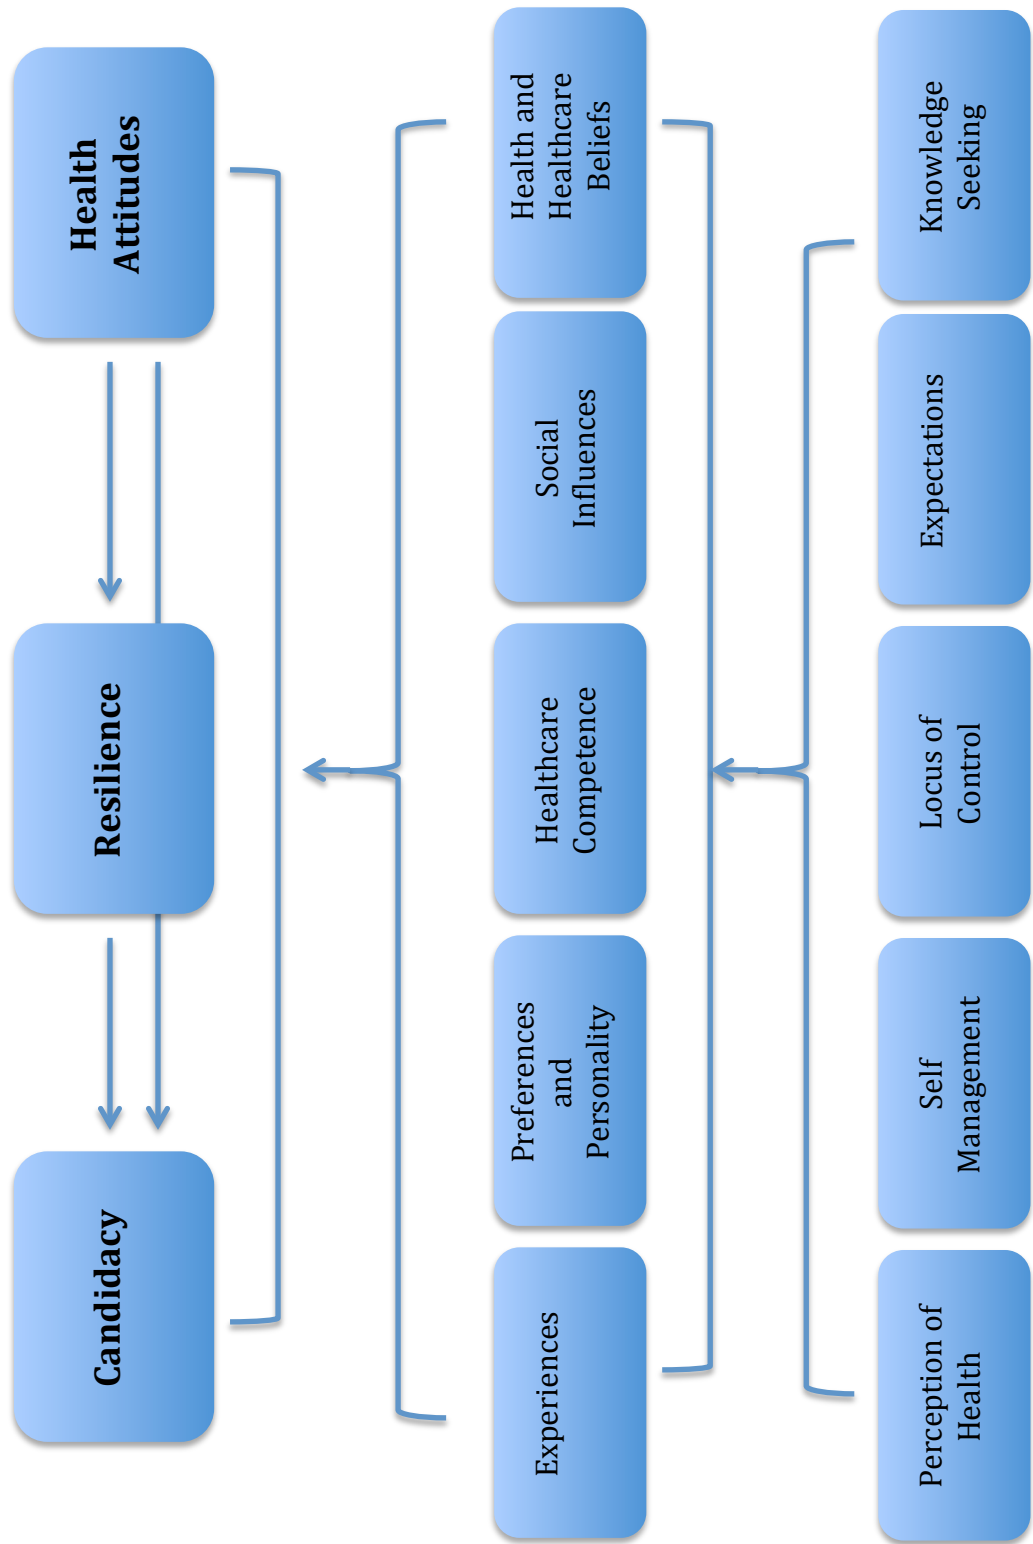 Candidacy
Resilience
Health
Attitudes
Experiences
Preferences
and
Personality
Healthcare
Competence
Social
Influences
Health and
Healthcare
Beliefs
Perception of
Health
Self
Management
Locus of
Control
Expectations
Knowledge
Seeking